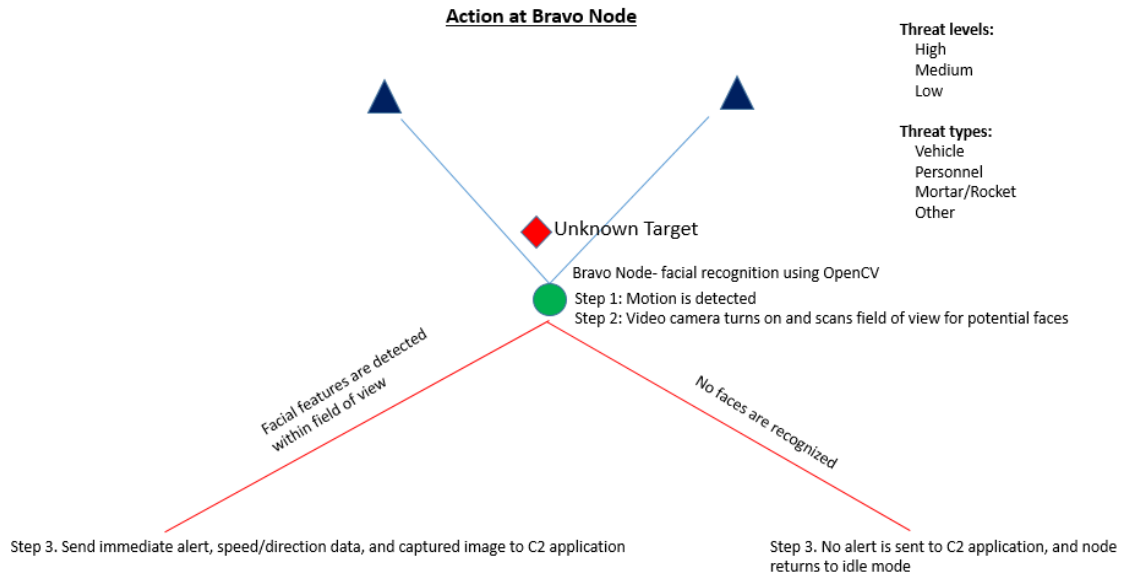 Action at Bravo Node
Threat levels:
High
Medium
Low
Threat types:
Vehicle
Personnel
Mortar/Rocket
Other
Unknown Target
Bravo Node- facial recognition using OpenCV
Step 1: Motion is detected
Step 2: Video camera turns on and scans field of view for potential faces
Facial features are detected
within field of view
No faces are recognized
Step 3. Send immediate alert, speed/direction data, and captured image to C2 application
Step 3. No alert is sent to C2 application, and node
returns to idle mode